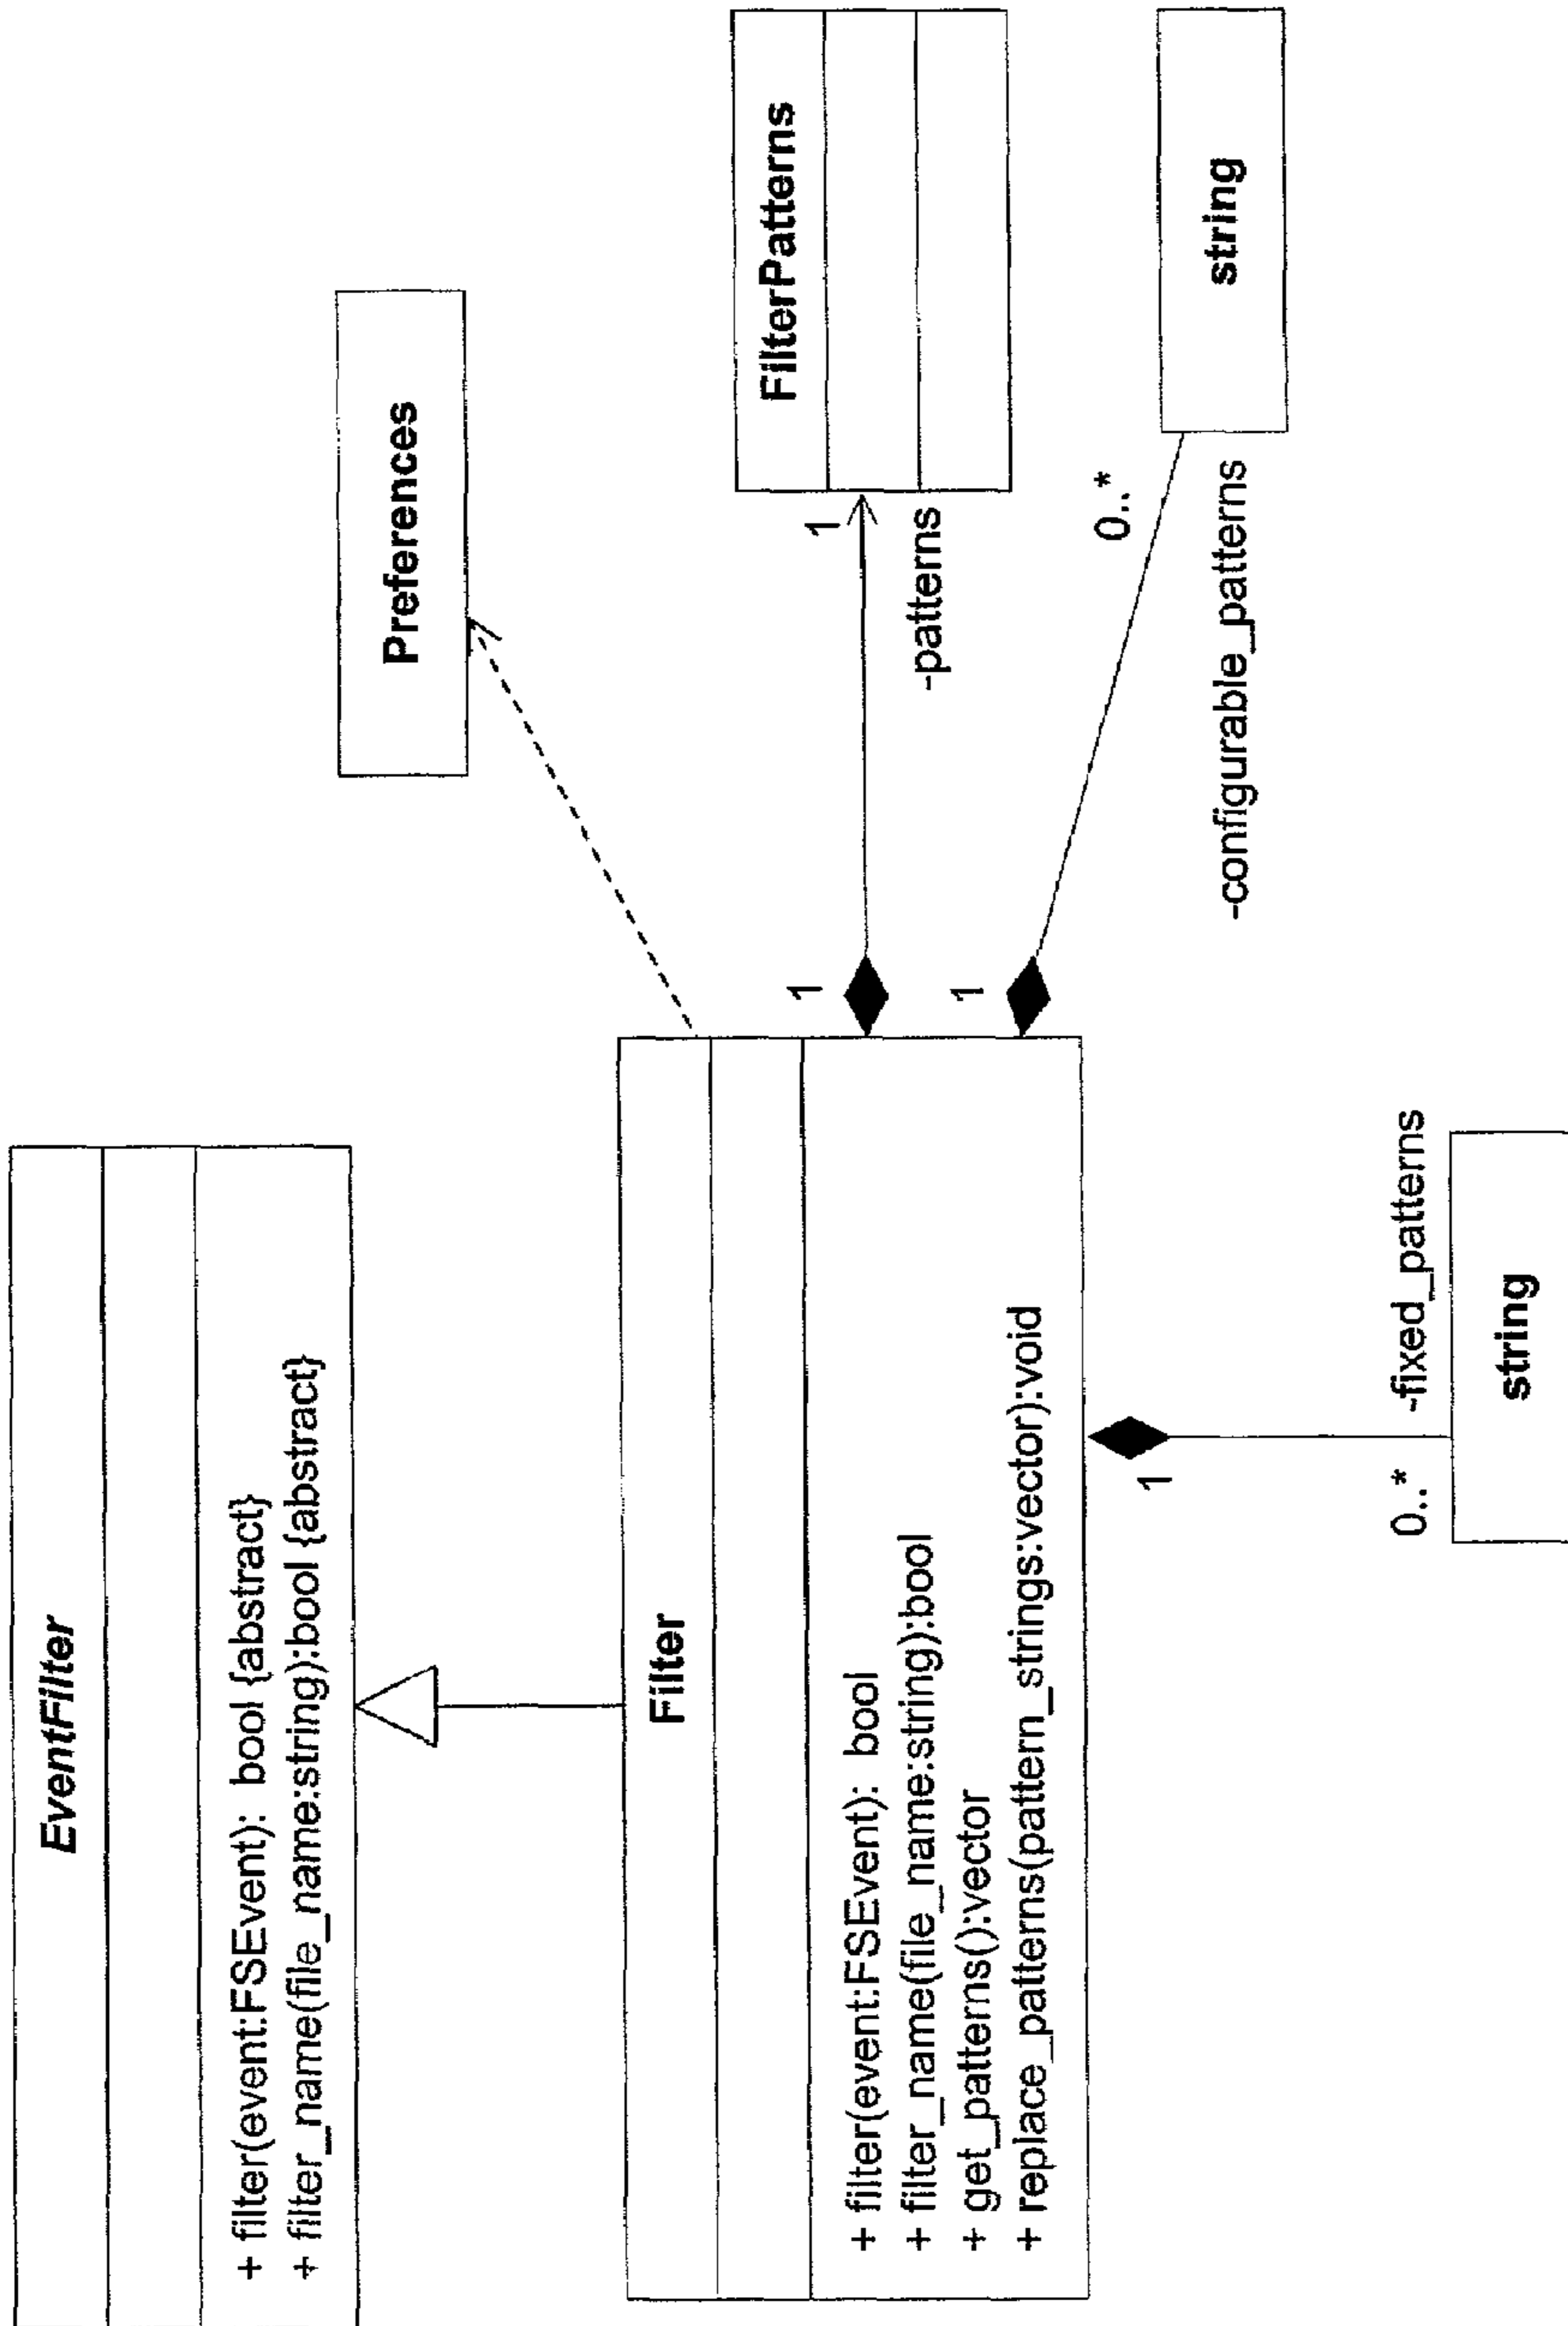 EventFilter
+ filter(event:FSEvent): bool {abstract}
+ filter_name(file_name:string):bool {abstract}
Preferences
Filter
+ filter(event:FSEvent): bool
+ filter_name(file_name:string):bool
+ get_patterns():vector
+ replace_patterns(pattern_strings:vector):void
1
1
FilterPatterns
-patterns
1
0..*
-configurable_patterns
string
1
0..*
-fixed_patterns
string